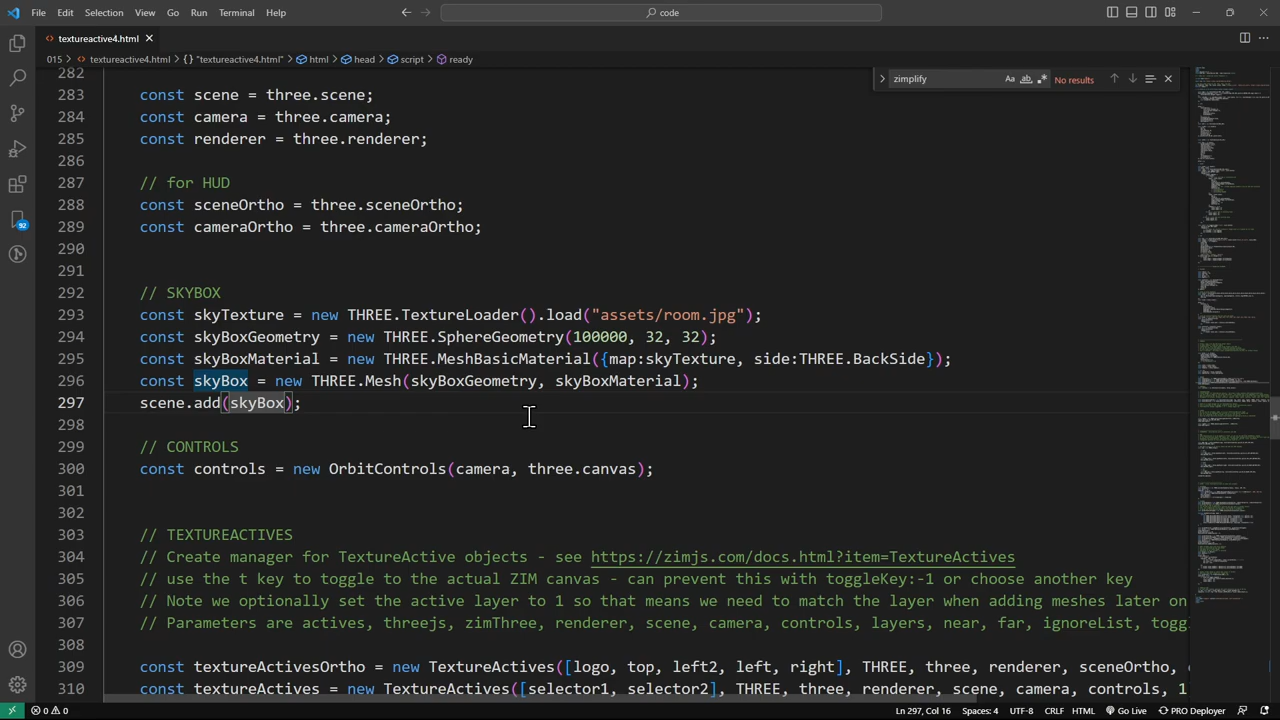 File Edit Selection View Go Run Terminal Help
code
textureactive4.html
015 > textureactive4.html > {} "textureactive4.html" > html > head > script > ready
zimplify Aa ab No results
282
283 const scene = three.scene;
284 const camera = three.camera;
285 const renderer = three.renderer;
286
287 // for HUD
288 const sceneOrtho = three.sceneOrtho;
289 const cameraOrtho = three.cameraOrtho;
290
291
292 // SKYBOX
293 const skyTexture = new THREE.TextureLoader().load("assets/room.jpg");
294 const skyBoxGeometry = new THREE.SphereGeometry(100000, 32, 32);
295 const skyBoxMaterial = new THREE.MeshBasicMaterial({map:skyTexture, side:THREE.BackSide});
296 const skyBox = new THREE.Mesh(skyBoxGeometry, skyBoxMaterial);
297 scene.add(skyBox);
298
299 // CONTROLS
300 const controls = new OrbitControls(camera, three.canvas);
301
302
303 // TEXTUREACTIVES
304 // Create manager for TextureActive object - see https://zimjs.com/docs.html?item=TextureActives
305 // use the t key to toggle to the actual ZIM canvas - can prevent this with toggleKey:-1 or choose another key
306 // Note we optionally set the active layer to 1 so that means we need to match the layer when adding meshes later on
307 // Parameters are actives, threejs, zimThree, renderer, scene, camera, controls, layers, near, far, ignoreList, togg
308
309 const textureActivesOrtho = new TextureActives([logo, top, left2, left, right], THREE, three, renderer, sceneOrtho,
310 const textureActives = new TextureActives([selector1, selector2], THREE, three, renderer, scene, camera, controls, 1
92
0 0
Ln 297, Col 16 Spaces: 4 UTF-8 CRLF HTML Go Live PRO Deployer